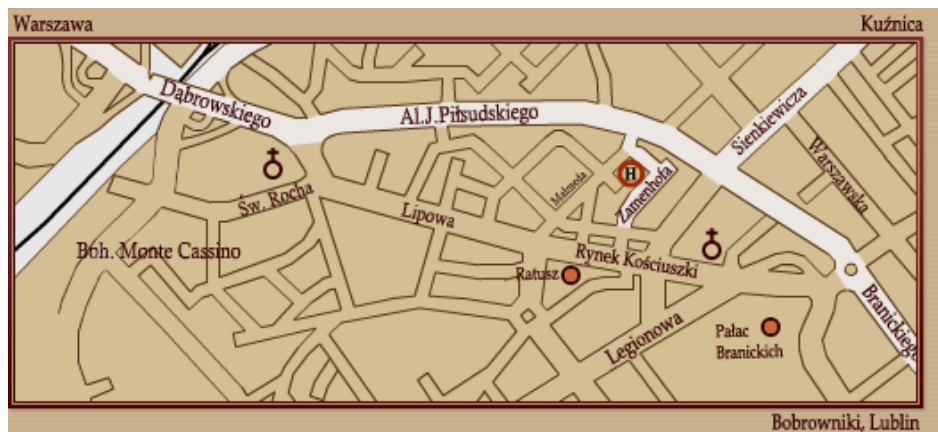 Warszawa
Kuźnica
Dąbrowskiego
Al.J.Piłsudskiego
Sienkiewicza
Warszawska
H
Zamenhofa
Malmeda
Św. Rocha
Lipowa
Boh. Monte Cassino
Rynek Kościuszki
Ratusz
Branickiego
Legionowa
Pałac
Branickich
Bobrowniki, Lublin